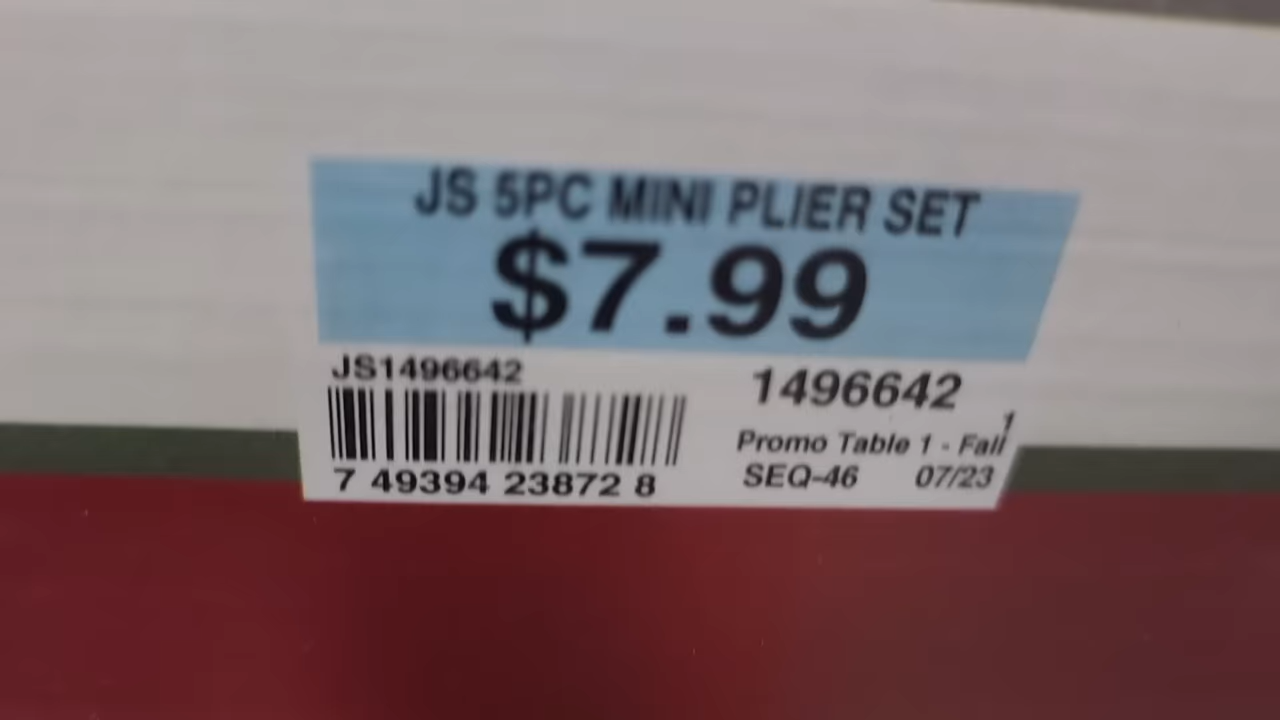 JS 5PC MINI PLIER SET
$7.99
JS1496642
1496642
1
Promo Table 1 - Fall
SEQ-46 07/23
7 49394 23872 8